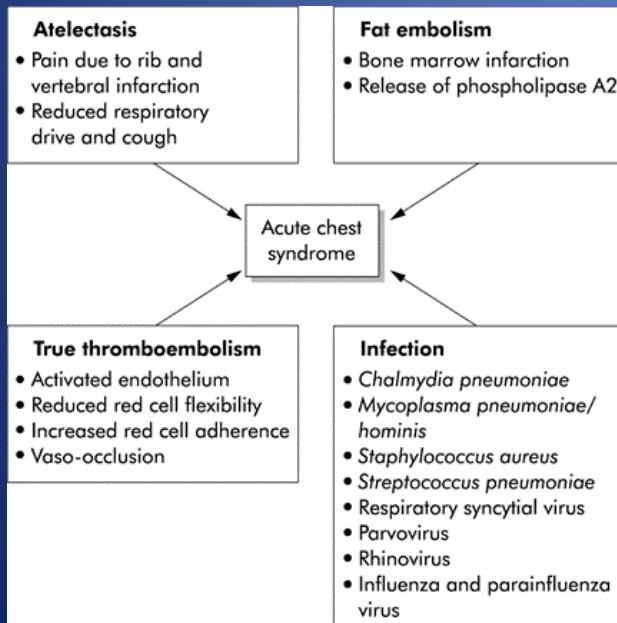 Atelectasis
• Pain due to rib and
vertebral infarction
• Reduced respiratory
drive and cough
Fat embolism
• Bone marrow infarction
• Release of phospholipase A2
Acute chest
syndrome
True thromboembolism
• Activated endothelium
• Reduced red cell flexibility
• Increased red cell adherence
• Vaso-occlusion
Infection
• Chalmydia pneumoniae
• Mycoplasma pneumoniae/
hominis
• Staphylococcus aureus
• Streptococcus pneumoniae
• Respiratory syncytial virus
• Parvovirus
• Rhinovirus
• Influenza and parainfluenza
virus